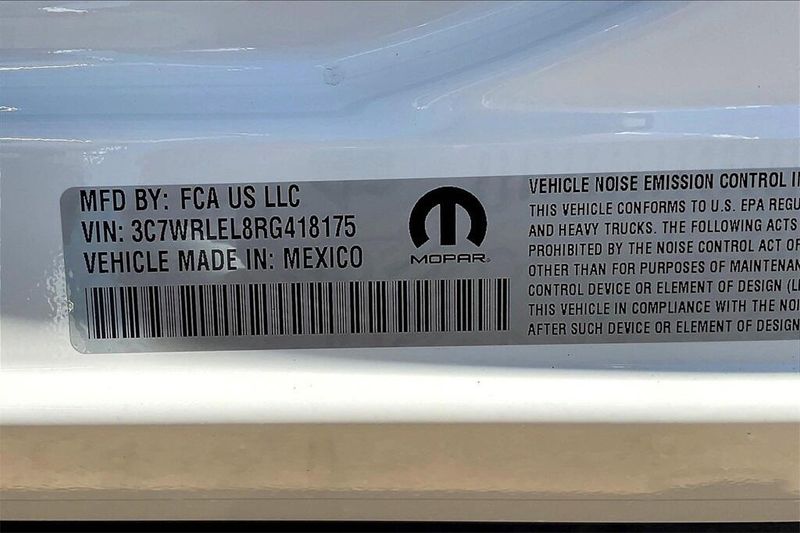 MFD BY: FCA US LLC
VIN: 3C7WRLEL8RG418175
VEHICLE MADE IN: MEXICO
MOPAR®
VEHICLE NOISE EMISSION CONTROL
THIS VEHICLE CONFORMS TO U.S. EPA
AND HEAVY TRUCKS. THE FOLLOWING ACTS
PROHIBITED BY THE NOISE CONTROL ACT OF
OTHER THAN FOR PURPOSES OF
CONTROL DEVICE OR ELEMENT OF DESIGN
THIS VEHICLE IN COMPLIANCE WITH THE
AFTER SUCH DEVICE OR ELEMENT OF DESIGN